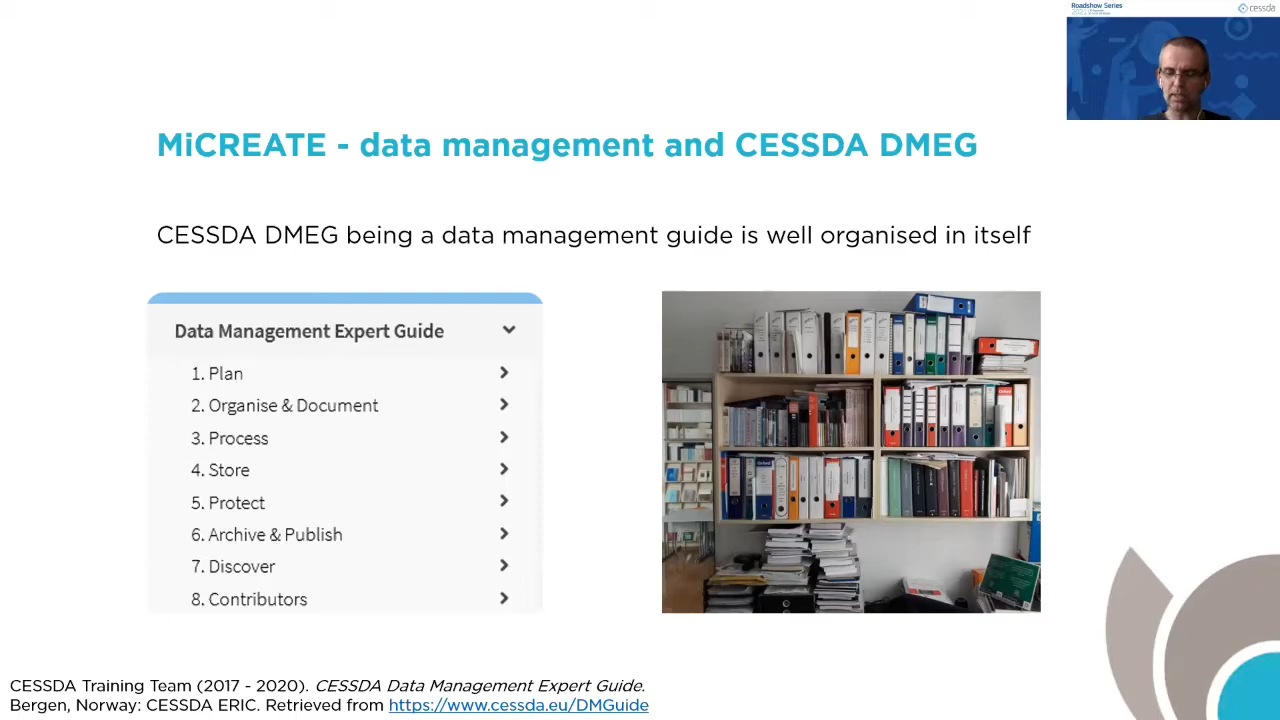 Roadshow Series
cessda
MiCREATE - data management and CESSDA DMEG
CESSDA DMEG being a data management guide is well organised in itself
Data Management Expert Guide
1. Plan
2. Organise & Document
3. Process
4. Store
5. Protect
6. Archive & Publish
7. Discover
8. Contributors
CESSDA Training Team (2017 - 2020). CESSDA Data Management Expert Guide.
Bergen, Norway: CESSDA ERIC. Retrieved from https://www.cessda.eu/DMGuide